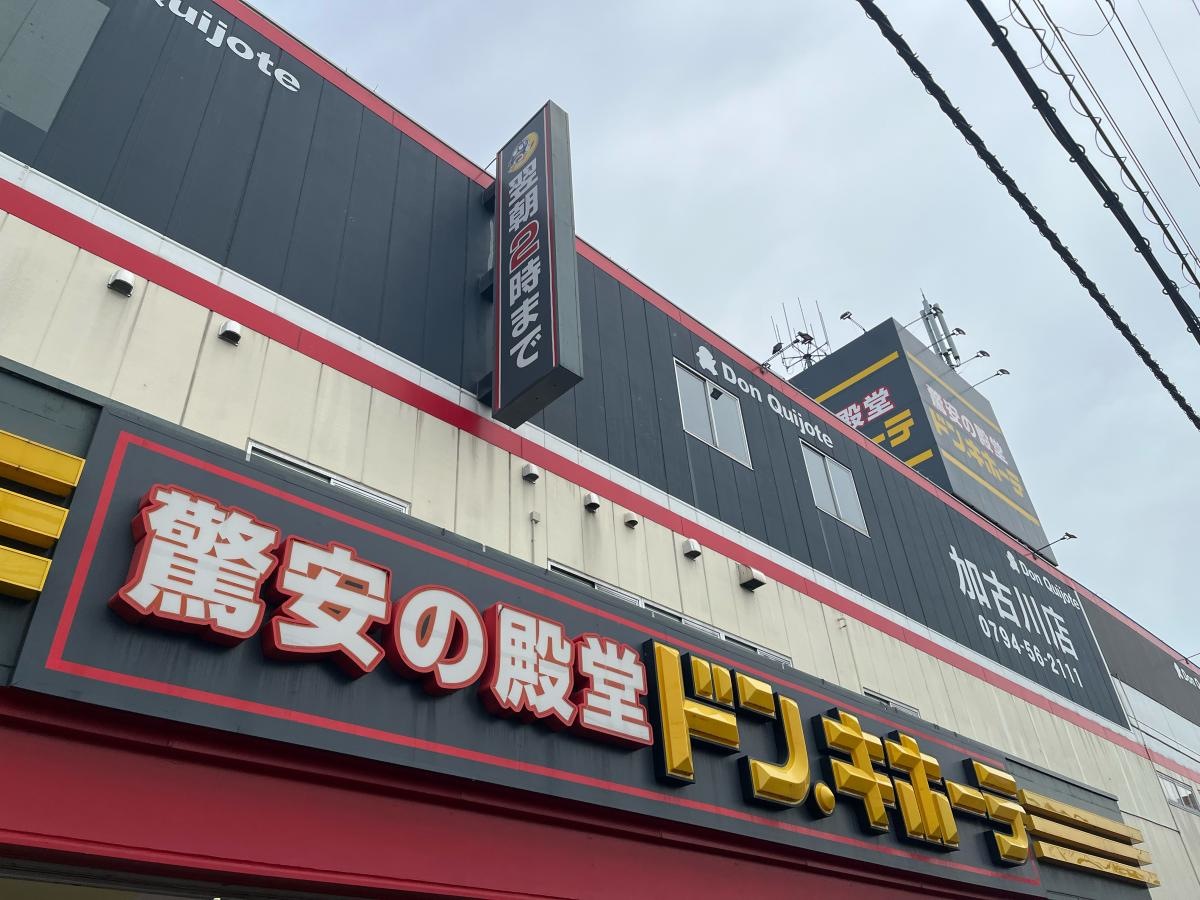 Quijote
翌朝2時まで
Don Quijote
殿堂
驚安の殿堂
ドン.キホーテ
Don Quijote
加古川店
0794-56-2111
驚安の殿堂
ドン.キホーテ